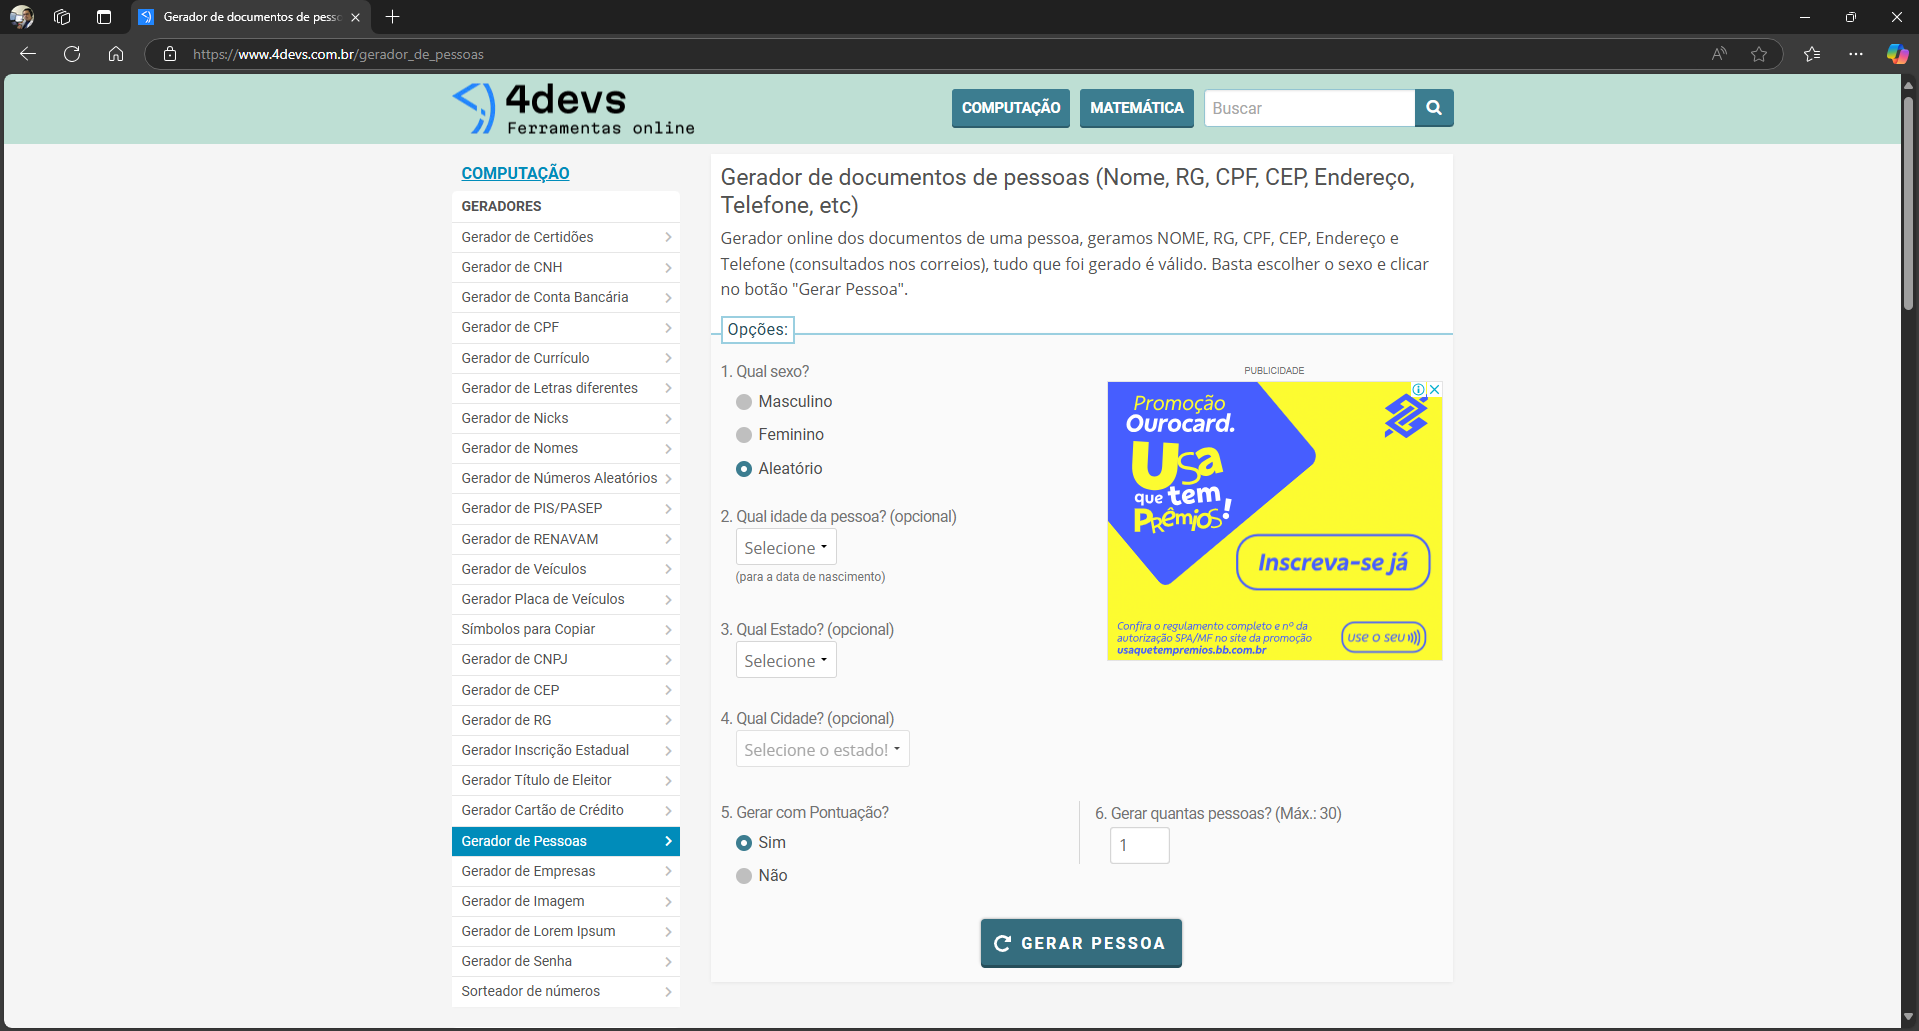 Gerador de documentos de pesso
https://www.4devs.com.br/gerador_de_pessoas
4devs
Ferramentas online
COMPUTAÇÃO
MATEMÁTICA
Buscar
COMPUTAÇÃO
GERADORES
Gerador de Certidões
Gerador de CNH
Gerador de Conta Bancária
Gerador de CPF
Gerador de Currículo
Gerador de Letras diferentes
Gerador de Nicks
Gerador de Nomes
Gerador de Números Aleatórios
Gerador de PIS/PASEP
Gerador de RENAVAM
Gerador de Veículos
Gerador Placa de Veículos
Símbolos para Copiar
Gerador de CNPJ
Gerador de CEP
Gerador de RG
Gerador Inscrição Estadual
Gerador Título de Eleitor
Gerador Cartão de Crédito
Gerador de Pessoas
Gerador de Empresas
Gerador de Imagem
Gerador de Lorem Ipsum
Gerador de Senha
Sorteador de números
Gerador de documentos de pessoas (Nome, RG, CPF, CEP, Endereço,
Telefone, etc)
Gerador online dos documentos de uma pessoa, geramos NOME, RG, CPF, CEP, Endereço e
Telefone (consultados nos correios), tudo que foi gerado é válido. Basta escolher o sexo e clicar
no botão "Gerar Pessoa".
Opções:
1. Qual sexo?
Masculino
Feminino
Aleatório
2. Qual idade da pessoa? (opcional)
Selecione
(para a data de nascimento)
3. Qual Estado? (opcional)
Selecione
4. Qual Cidade? (opcional)
Selecione o estado!
5. Gerar com Pontuação?
Sim
Não
6. Gerar quantas pessoas? (Máx.: 30)
1
GERAR PESSOA
PUBLICIDADE
Promoção
Ourocard.
Usa
que tem
Prêmios!
Inscreva-se já
Confira o regulamento completo e nº da
autorização SPA/MF no site da promoção
usaquetempremios.bb.com.br
use o seu